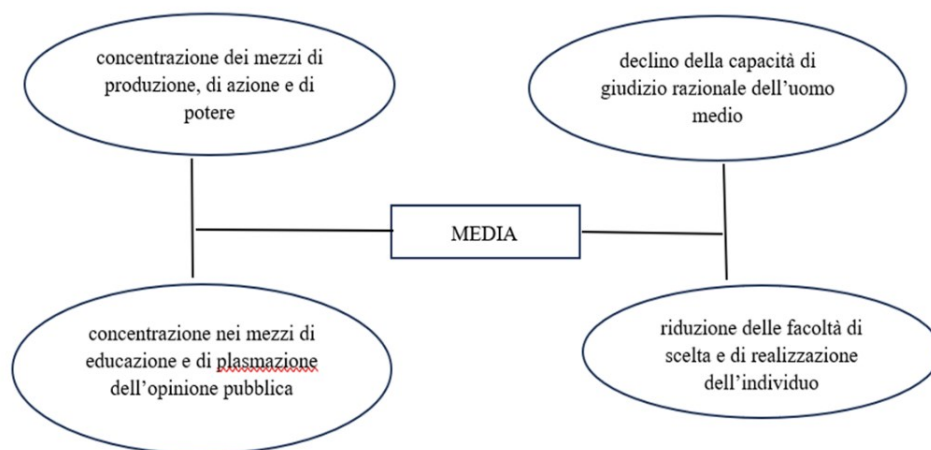 concentrazione dei mezzi di
produzione, di azione e di
potere
declino della capacità di
giudizio razionale dell'uomo
medio
MEDIA
concentrazione nei mezzi di
educazione e di plasmazione
dell'opinione pubblica
riduzione delle facoltà di
scelta e di realizzazione
dell'individuo